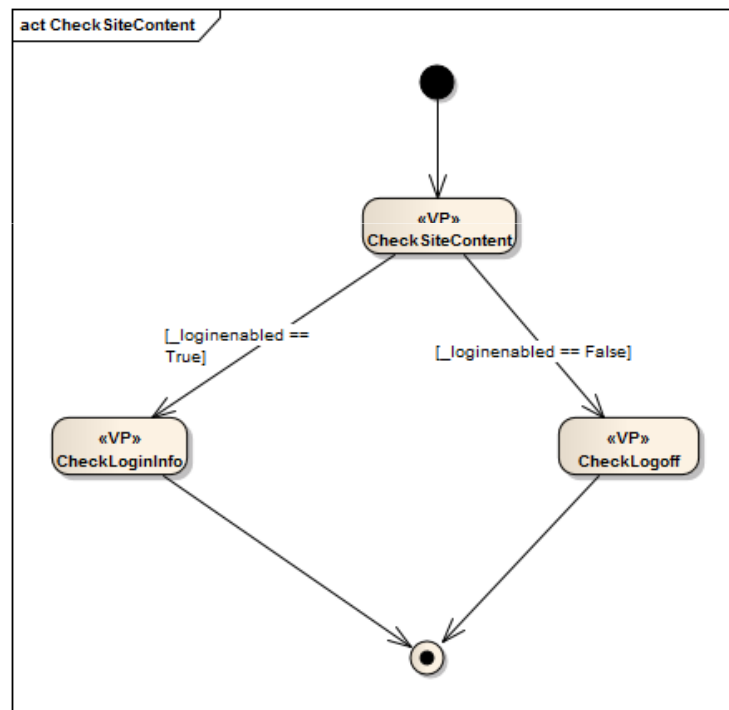 act CheckSiteContent
«VP»
CheckSiteContent
[_loginenabled ==
True]
[_loginenabled == False]
«VP»
CheckLoginInfo
«VP»
CheckLogoff